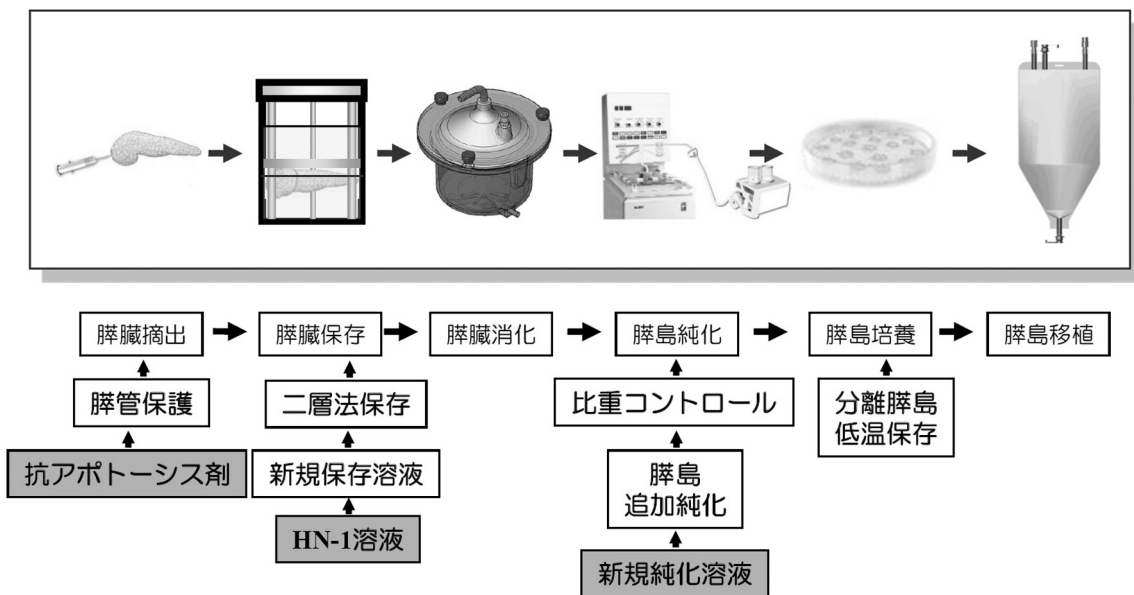 膵臓摘出
膵臓保存
膵臓消化
膵島純化
膵島培養
膵島移植
膵管保護
二層法保存
比重コントロール
分離膵島
低温保存
抗アポトーシス剤
新規保存溶液
膵島
追加純化
HN-1溶液
新規純化溶液